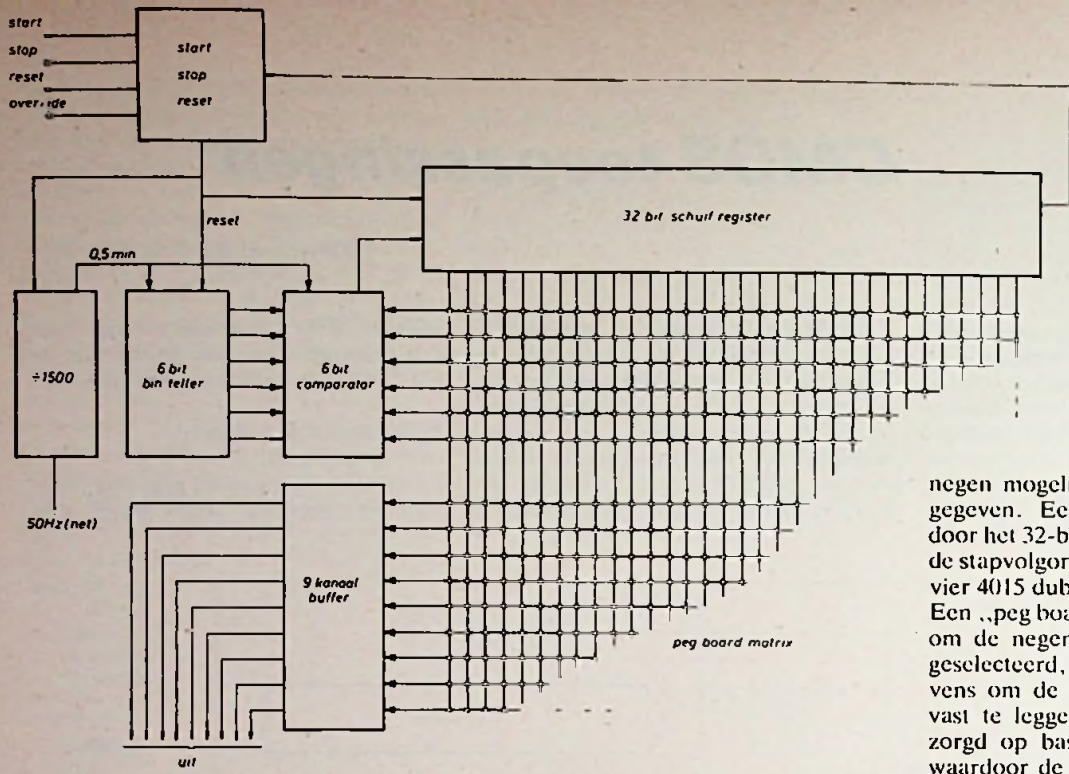 start
stop
reset
override
start
stop
reset
reset
32 bit schuif register
0,5 min
÷1500
6 bit
bin teller
6 bit
comparator
50Hz (net)
9 kanaal
buffer
peg board matrix
uit
negen mogel
gegeven. Ee
door het 32-b
de stapvolgor
vier 4015 dub
Een „peg boa
om de negen
geselecteerd,
vens om de
vast te legge
zorgd op bas
waardoor de